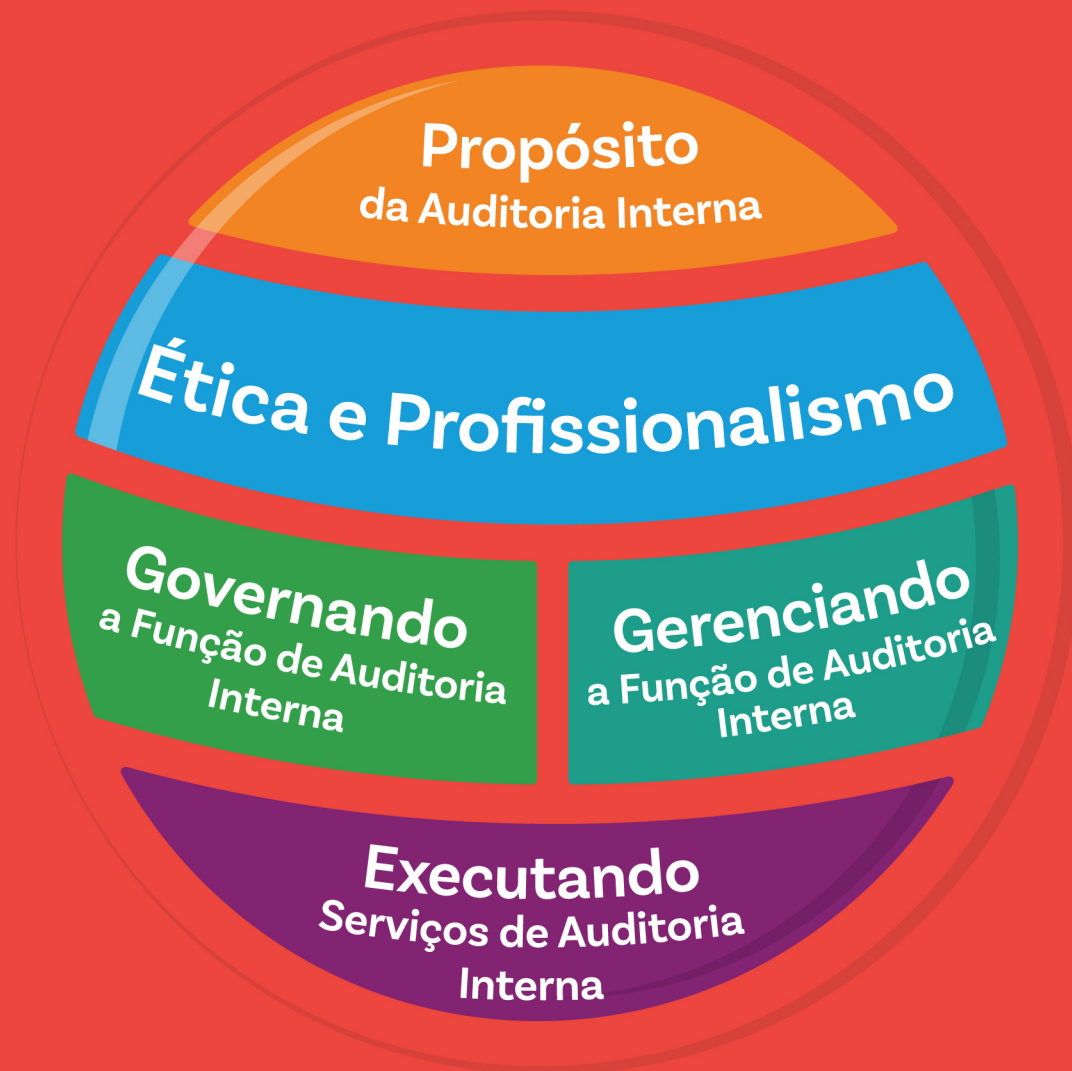 Propósito
da Auditoria Interna
Ética e Profissionalismo
Governando
a Função de Auditoria
Interna
Gerenciando
a Função de Auditoria
Interna
Executando
Serviços de Auditoria
Interna